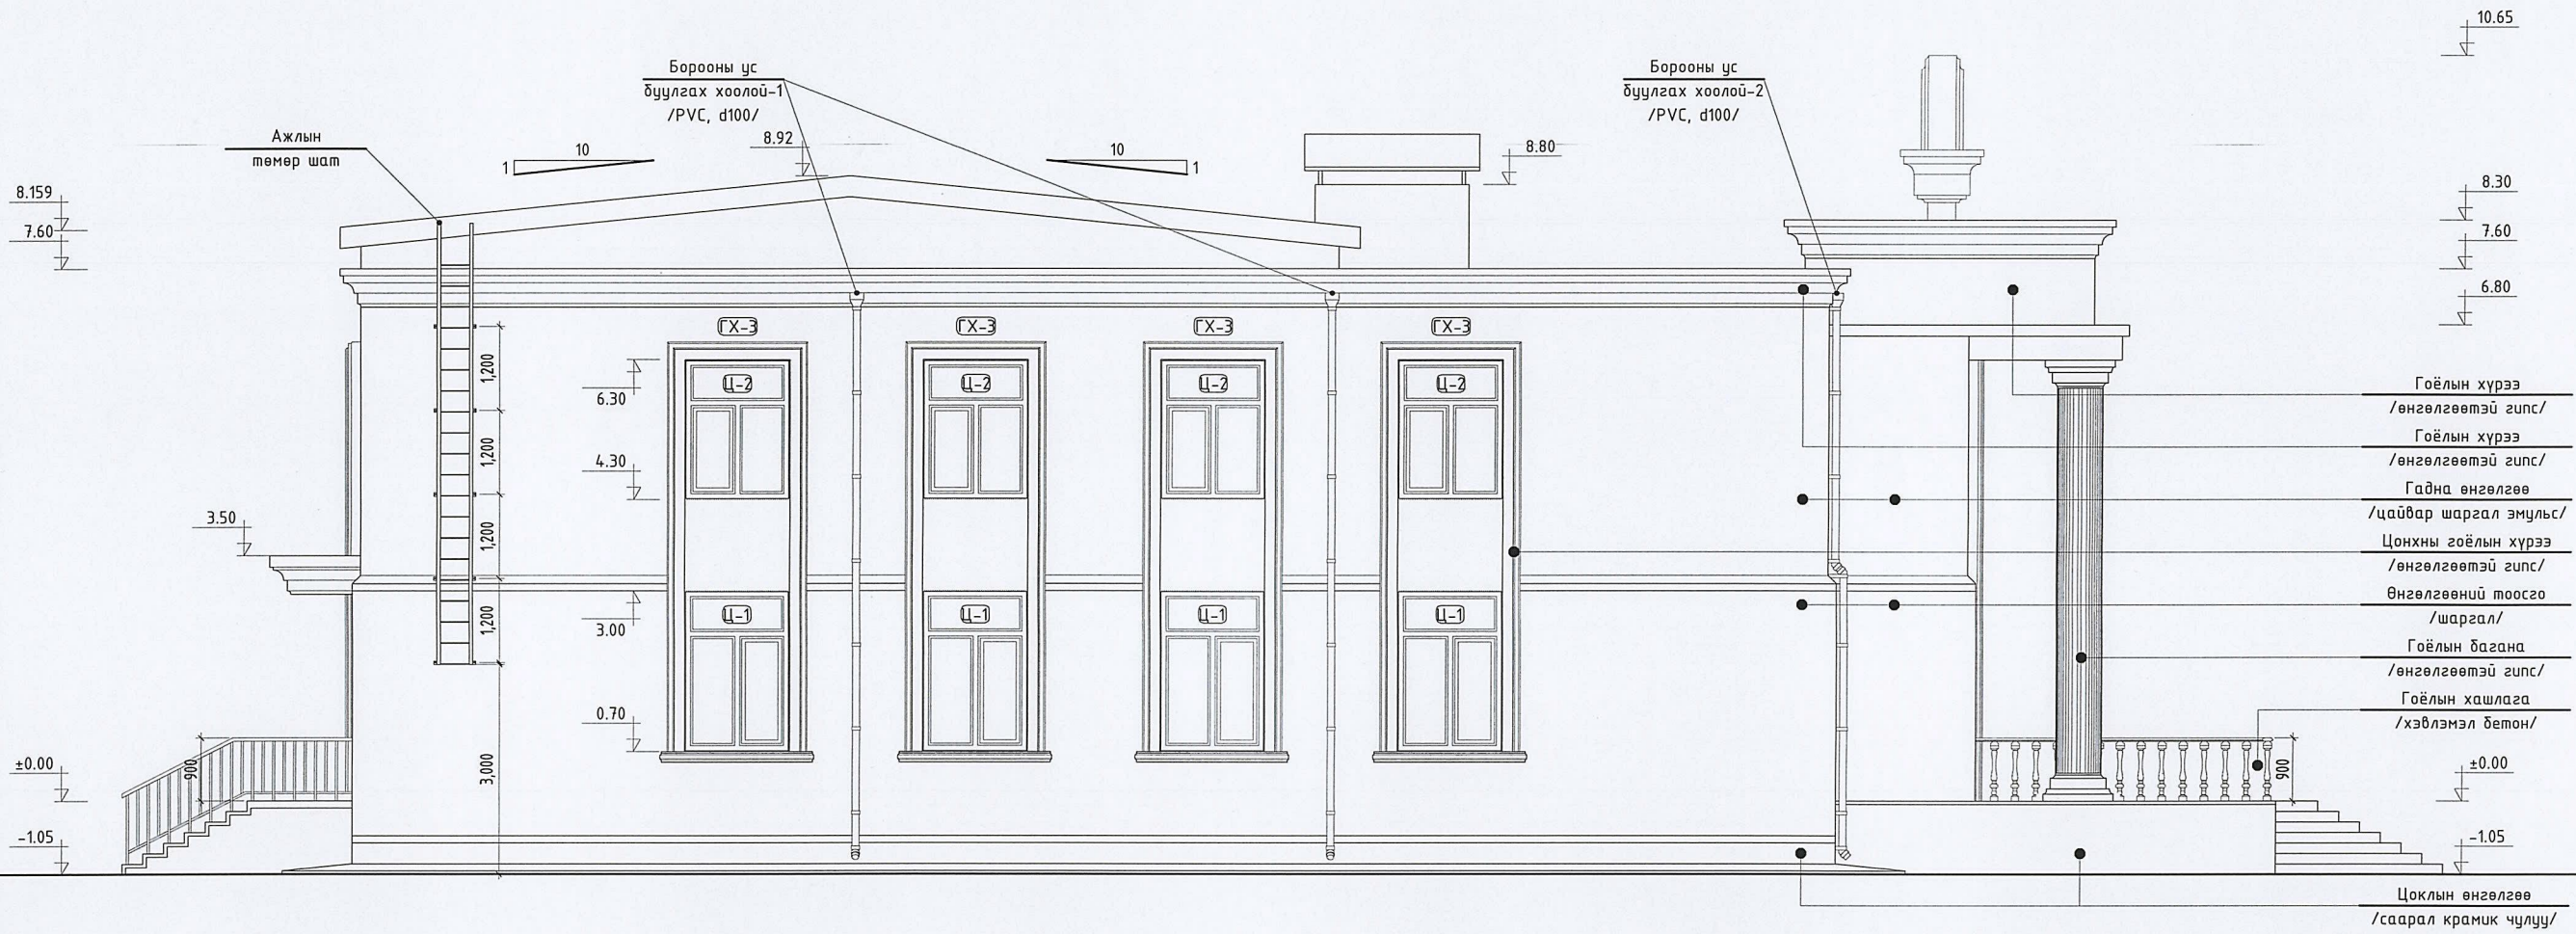 10.65
Борооны ус
буулгах хоолой-1
/PVC, d100/
Борооны ус
буулгах хоолой-2
/PVC, d100/
Ажлын
төмөр шат
1
10
8.92
10
1
8.80
8.159
7.60
8.30
7.60
6.80
ГХ-3
ГХ-3
ГХ-3
ГХ-3
Ц-2
Ц-2
Ц-2
Ц-2
1,200
1,200
1,200
1,200
3,000
6.30
4.30
3.00
0.70
3.50
Ц-1
Ц-1
Ц-1
Ц-1
Гоёлын хүрээ
/өнгөлгөөтэй гипс/
Гоёлын хүрээ
/өнгөлгөөтэй гипс/
Гадна өнгөлгөө
/цайвар шаргал эмульс/
Цонхны гоёлын хүрээ
/өнгөлгөөтэй гипс/
Өнгөлгөөний тоосго
/шаргал/
Гоёлын багана
/өнгөлгөөтэй гипс/
Гоёлын хашлага
/хэвлэмэл бетон/
900
900
±0.00
-1.05
±0.00
-1.05
Цоклын өнгөлгөө
/саарал крамик чулуу/